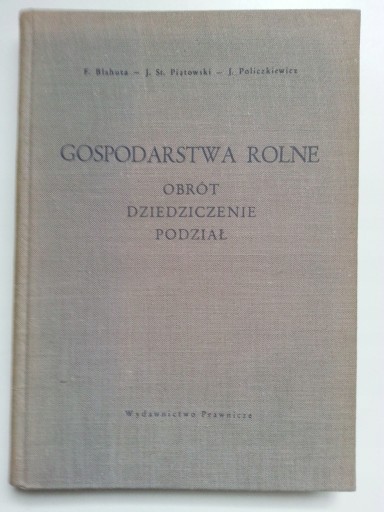 F. Błahuta – J. St. Piątowski – J. Policzkiewicz
GOSPODARSTWA ROLNE
OBRÓT
DZIEDZICZENIE
PODZIAŁ
Wydawnictwo Prawnicze